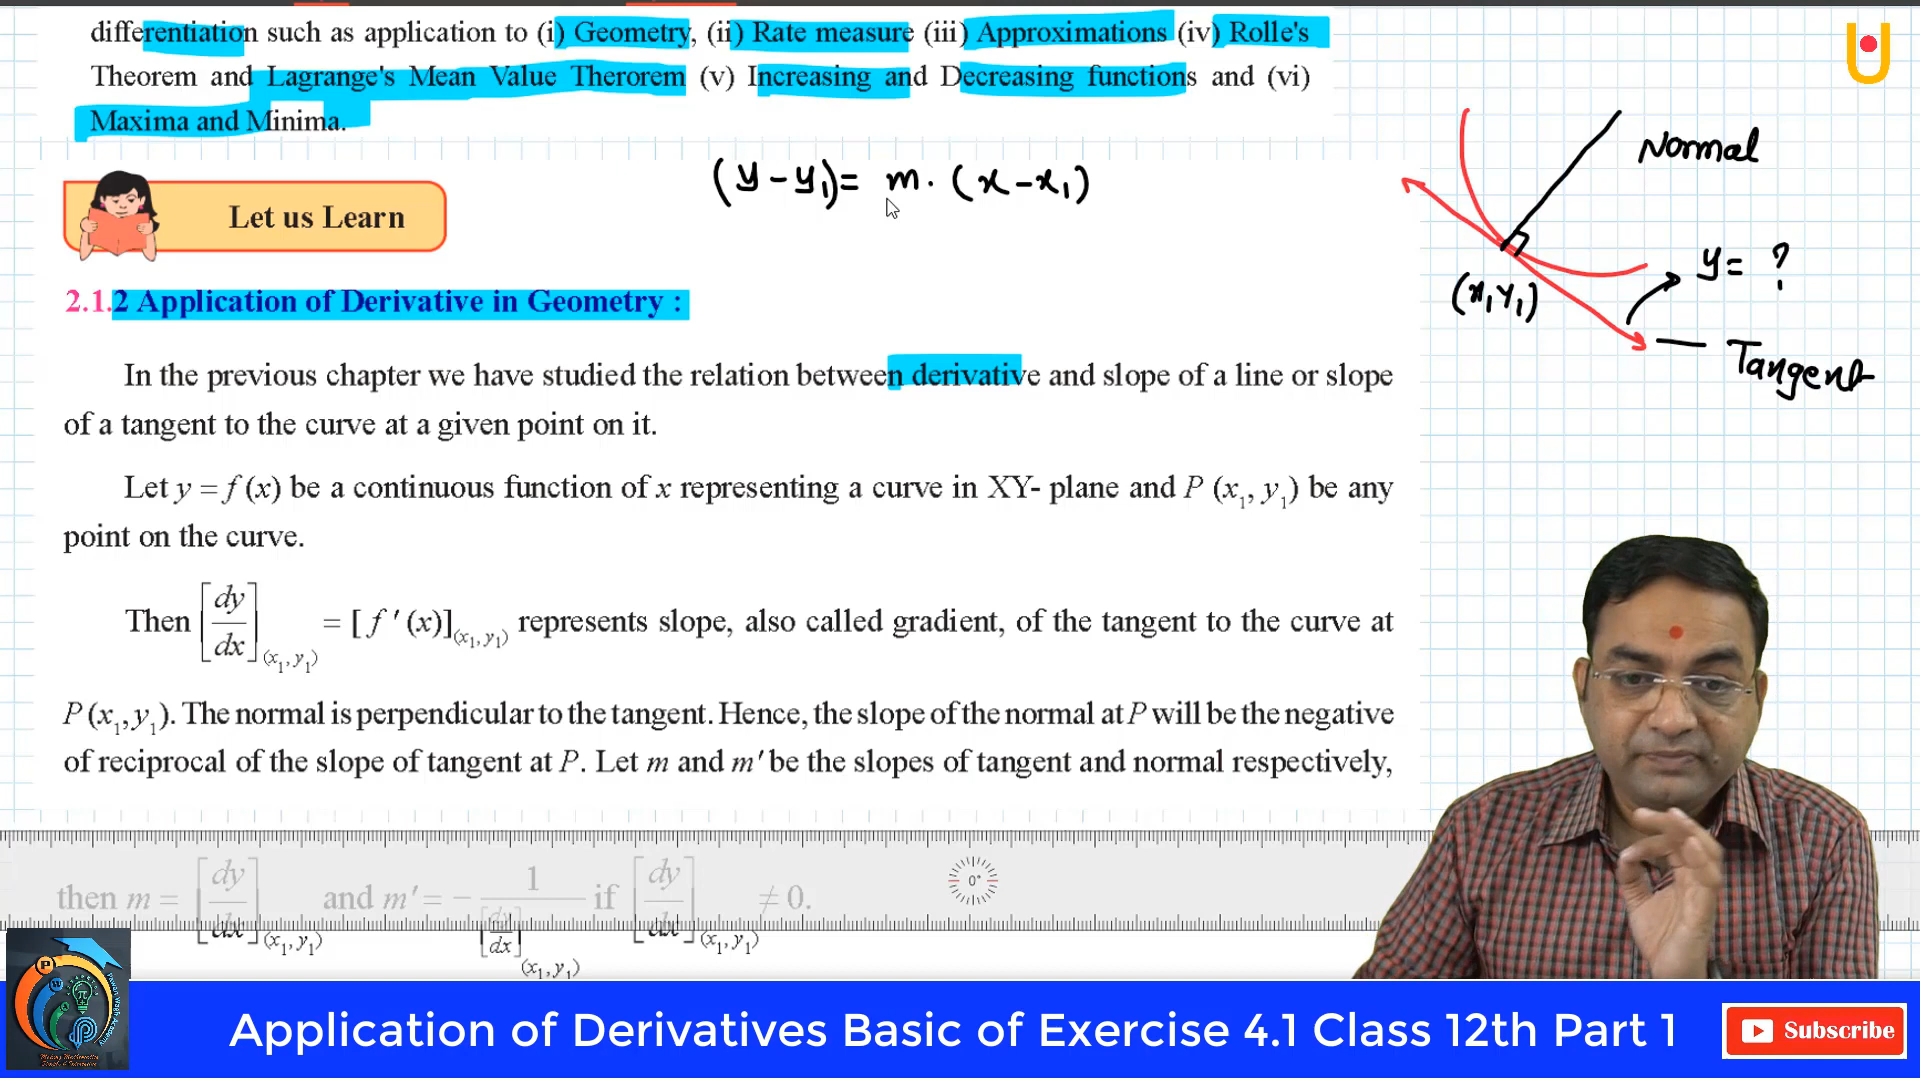 differentiation such as application to (i) Geometry, (ii) Rate measure (iii) Approximations (iv) Rolle's
Theorem and Lagrange's Mean Value Therorem (v) Increasing and Decreasing functions and (vi)
Maxima and Minima.
(y - y₁) = m · (x - x₁)
Normal
Let us Learn
y = ?
(x₁, y₁)
Tangent
2.1.2 Application of Derivative in Geometry :
In the previous chapter we have studied the relation between derivative and slope of a line or slope
of a tangent to the curve at a given point on it.
Let y = f (x) be a continuous function of x representing a curve in XY- plane and P (x₁, y₁) be any
point on the curve.
Then [dy/dx](x₁, y₁) = [ f ′ (x)](x₁, y₁) represents slope, also called gradient, of the tangent to the curve at
P (x₁, y₁). The normal is perpendicular to the tangent. Hence, the slope of the normal at P will be the negative
of reciprocal of the slope of tangent at P. Let m and m′ be the slopes of tangent and normal respectively,
0°
then m = [dy/dx](x₁, y₁) and m′ = − 1/[dy/dx](x₁, y₁) if [dy/dx](x₁, y₁) ≠ 0.
Application of Derivatives Basic of Exercise 4.1 Class 12th Part 1
Subscribe